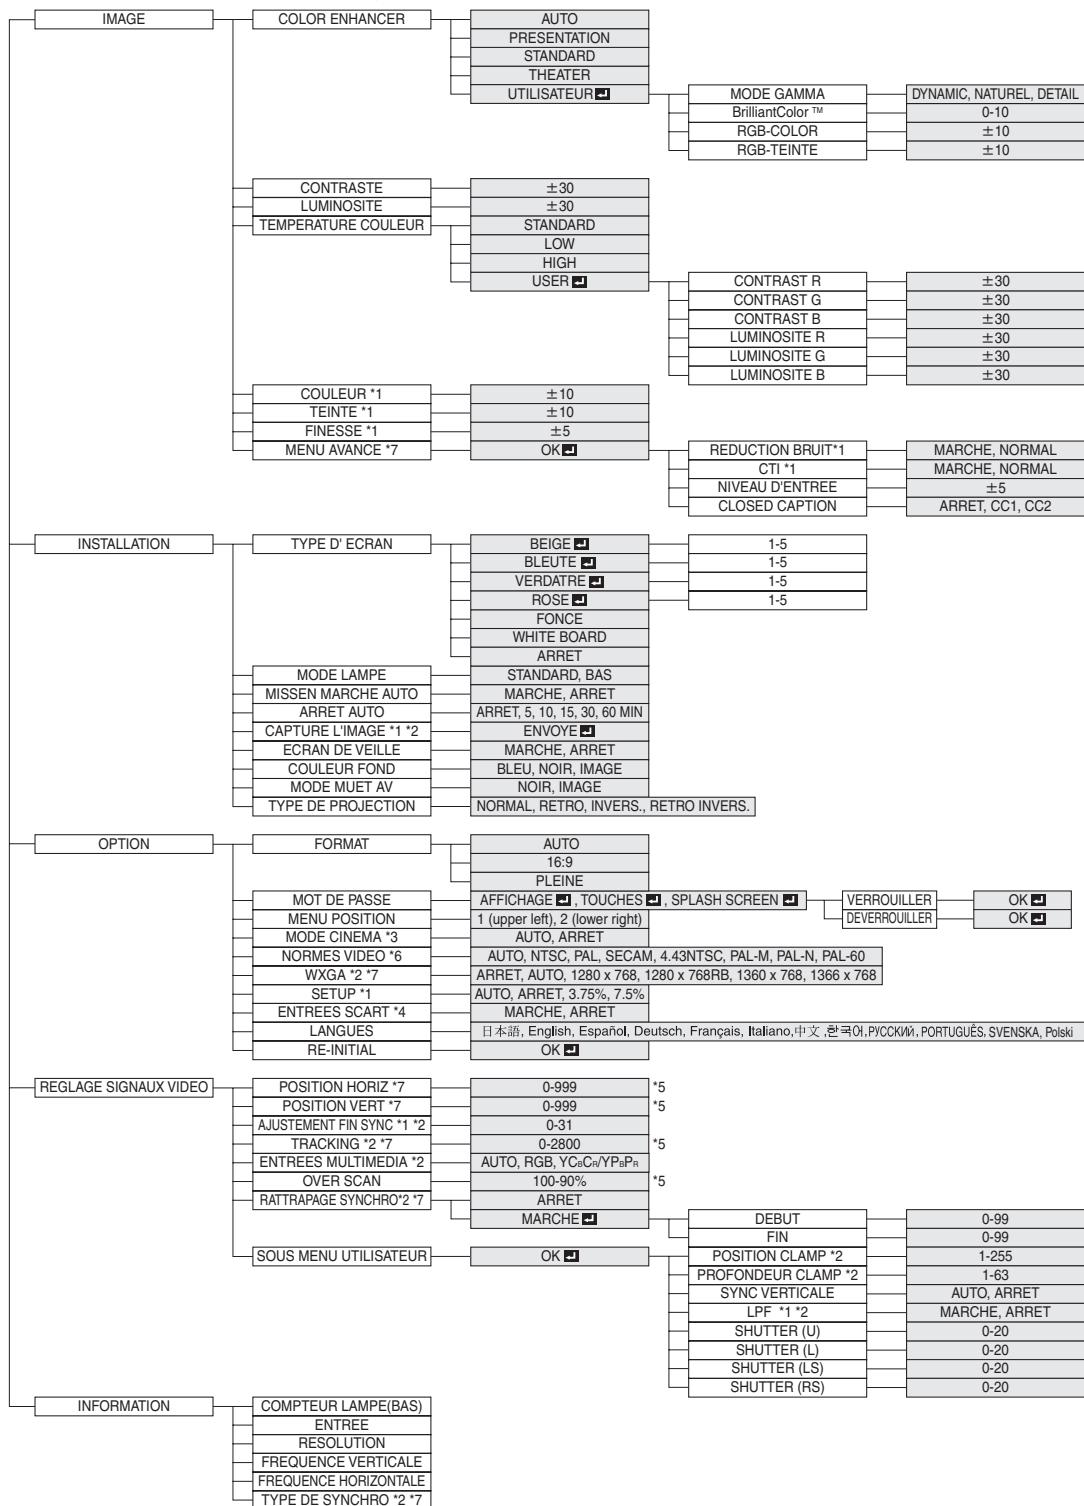 IMAGE COLOR ENHANCER AUTO
PRESENTATION
STANDARD
THEATER
UTILISATEUR
MODE GAMMA DYNAMIC, NATUREL, DETAIL
BrilliantColor ™ 0-10
RGB-COLOR ±10
RGB-TEINTE ±10
CONTRASTE ±30
LUMINOSITE ±30
TEMPERATURE COULEUR STANDARD
LOW
HIGH
USER CONTRAST R ±30
CONTRAST G ±30
CONTRAST B ±30
LUMINOSITE R ±30
LUMINOSITE G ±30
LUMINOSITE B ±30
COULEUR *1 ±10
TEINTE *1 ±10
FINESSE *1 ±5
MENU AVANCE *7 OK REDUCTION BRUIT*1 MARCHE, NORMAL
CTI *1 MARCHE, NORMAL
NIVEAU D'ENTREE ±5
CLOSED CAPTION ARRET, CC1, CC2
INSTALLATION TYPE D' ECRAN BEIGE 1-5
BLEUTE 1-5
VERDATRE 1-5
ROSE 1-5
FONCE
WHITE BOARD
ARRET
MODE LAMPE STANDARD, BAS
MISSEN MARCHE AUTO MARCHE, ARRET
ARRET AUTO ARRET, 5, 10, 15, 30, 60 MIN
CAPTURE L'IMAGE *1 *2 ENVOYE
ECRAN DE VEILLE MARCHE, ARRET
COULEUR FOND BLEU, NOIR, IMAGE
MODE MUET AV NOIR, IMAGE
TYPE DE PROJECTION NORMAL, RETRO, INVERS., RETRO INVERS.
OPTION FORMAT AUTO
16:9
PLEINE
MOT DE PASSE AFFICHAGE , TOUCHES , SPLASH SCREEN VERROUILLER OK
DEVERROUILLER OK
MENU POSITION 1 (upper left), 2 (lower right)
MODE CINEMA *3 AUTO, ARRET
NORMES VIDEO *6 AUTO, NTSC, PAL, SECAM, 4.43NTSC, PAL-M, PAL-N, PAL-60
WXGA *2 *7 ARRET, AUTO, 1280 x 768, 1280 x 768RB, 1360 x 768, 1366 x 768
SETUP *1 AUTO, ARRET, 3.75%, 7.5%
ENTREES SCART *4 MARCHE, ARRET
LANGUES 日本語, English, Español, Deutsch, Français, Italiano,中文 ,한국어,РУССКИЙ, PORTUGUÊS, SVENSKA, Polski
RE-INITIAL OK
REGLAGE SIGNAUX VIDEO POSITION HORIZ *7 0-999 *5
POSITION VERT *7 0-999 *5
AJUSTEMENT FIN SYNC *1 *2 0-31
TRACKING *2 *7 0-2800 *5
ENTREES MULTIMEDIA *2 AUTO, RGB, YCBCR/YPBPR
OVER SCAN 100-90% *5
RATTRAPAGE SYNCHRO*2 *7 ARRET
MARCHE DEBUT 0-99
FIN 0-99
SOUS MENU UTILISATEUR OK POSITION CLAMP *2 1-255
PROFONDEUR CLAMP *2 1-63
SYNC VERTICALE AUTO, ARRET
LPF *1 *2 MARCHE, ARRET
SHUTTER (U) 0-20
SHUTTER (L) 0-20
SHUTTER (LS) 0-20
SHUTTER (RS) 0-20
INFORMATION COMPTEUR LAMPE(BAS)
ENTREE
RESOLUTION
FREQUENCE VERTICALE
FREQUENCE HORIZONTALE
TYPE DE SYNCHRO *2 *7